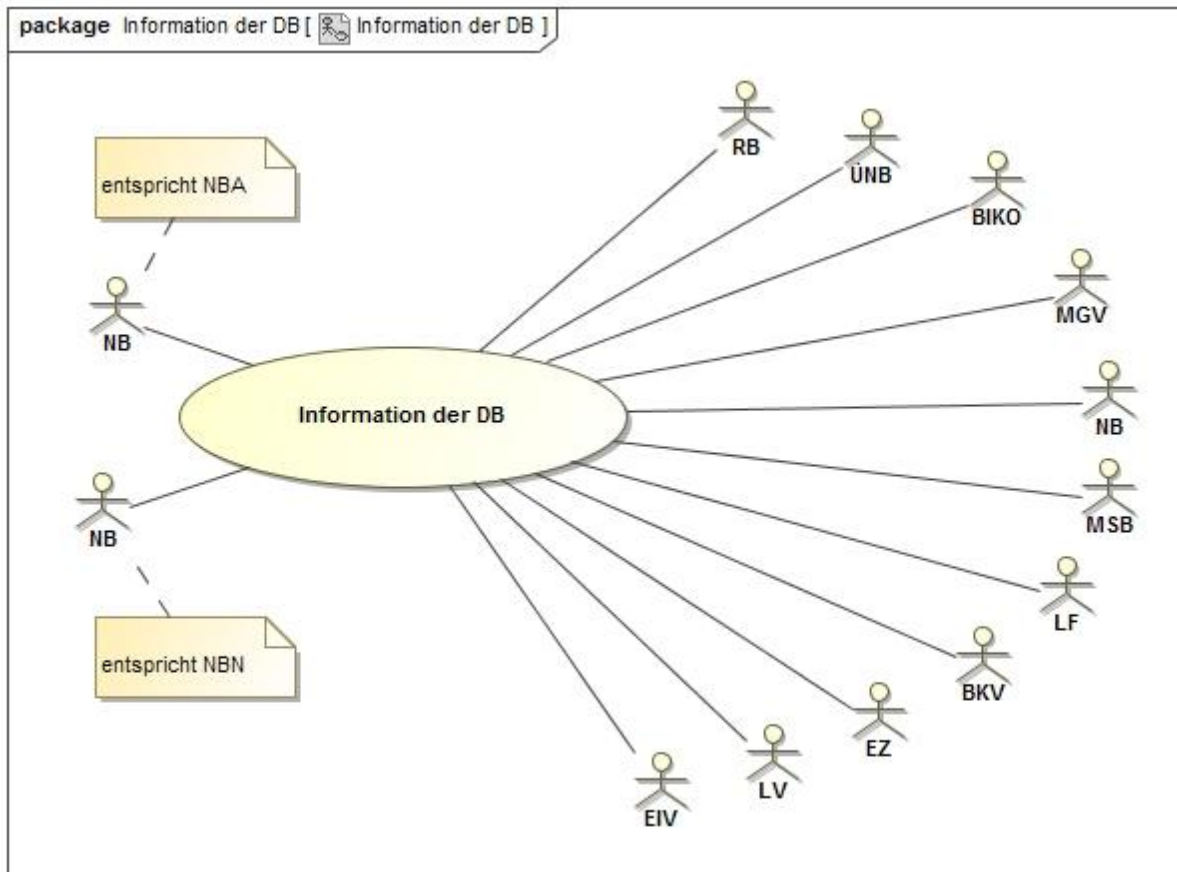 package Information der DB [ Information der DB ]
RB
ÜNB
entspricht NBA
BIKO
MGV
NB
NB
Information der DB
MSB
NB
LF
entspricht NBN
BKV
EZ
LV
EIV